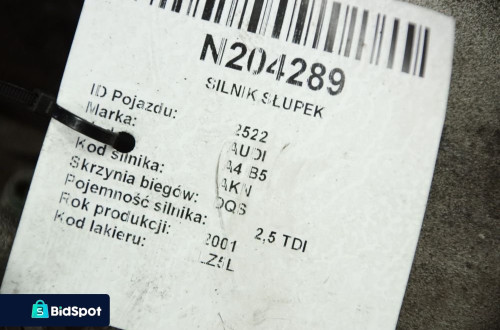 N204289
SILNIK SŁUPEK
ID Pojazdu: 2522
Marka: AUDI
A4 B5
Kod silnika: AKN
Skrzynia biegów: DQS
Pojemność silnika: 2,5 TDI
Rok produkcji: 2001
Kod lakieru: LZ5L
BidSpot